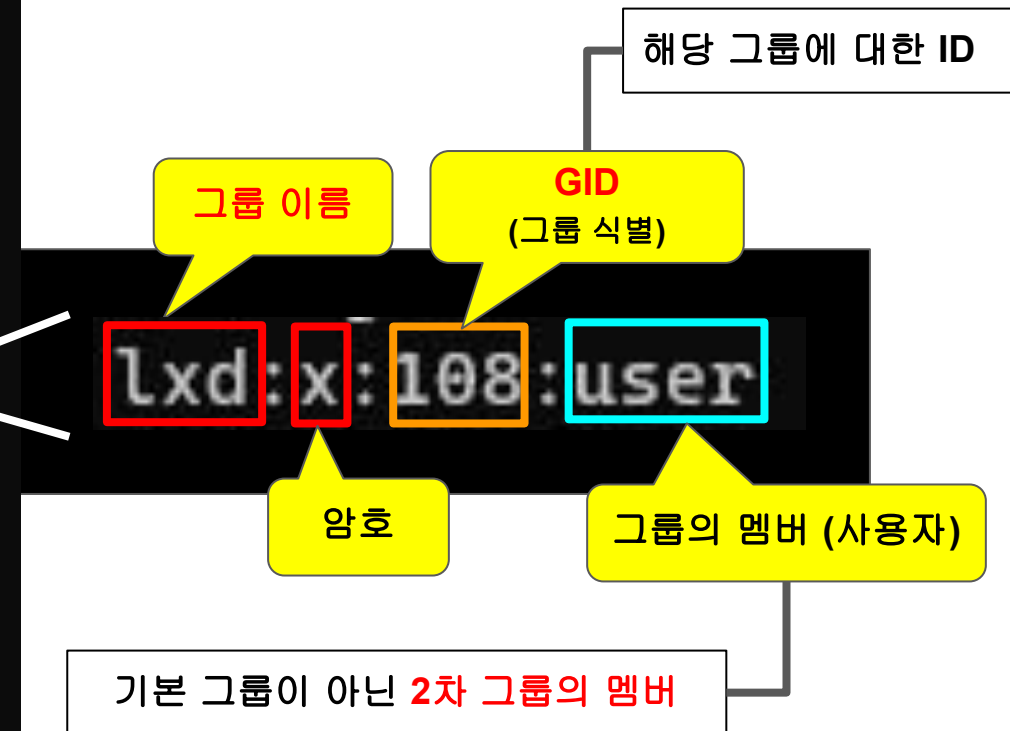 해당 그룹에 대한 ID
그룹 이름
GID
(그룹 식별)
lxd:x:108:user
암호
그룹의 멤버 (사용자)
기본 그룹이 아닌 2차 그룹의 멤버